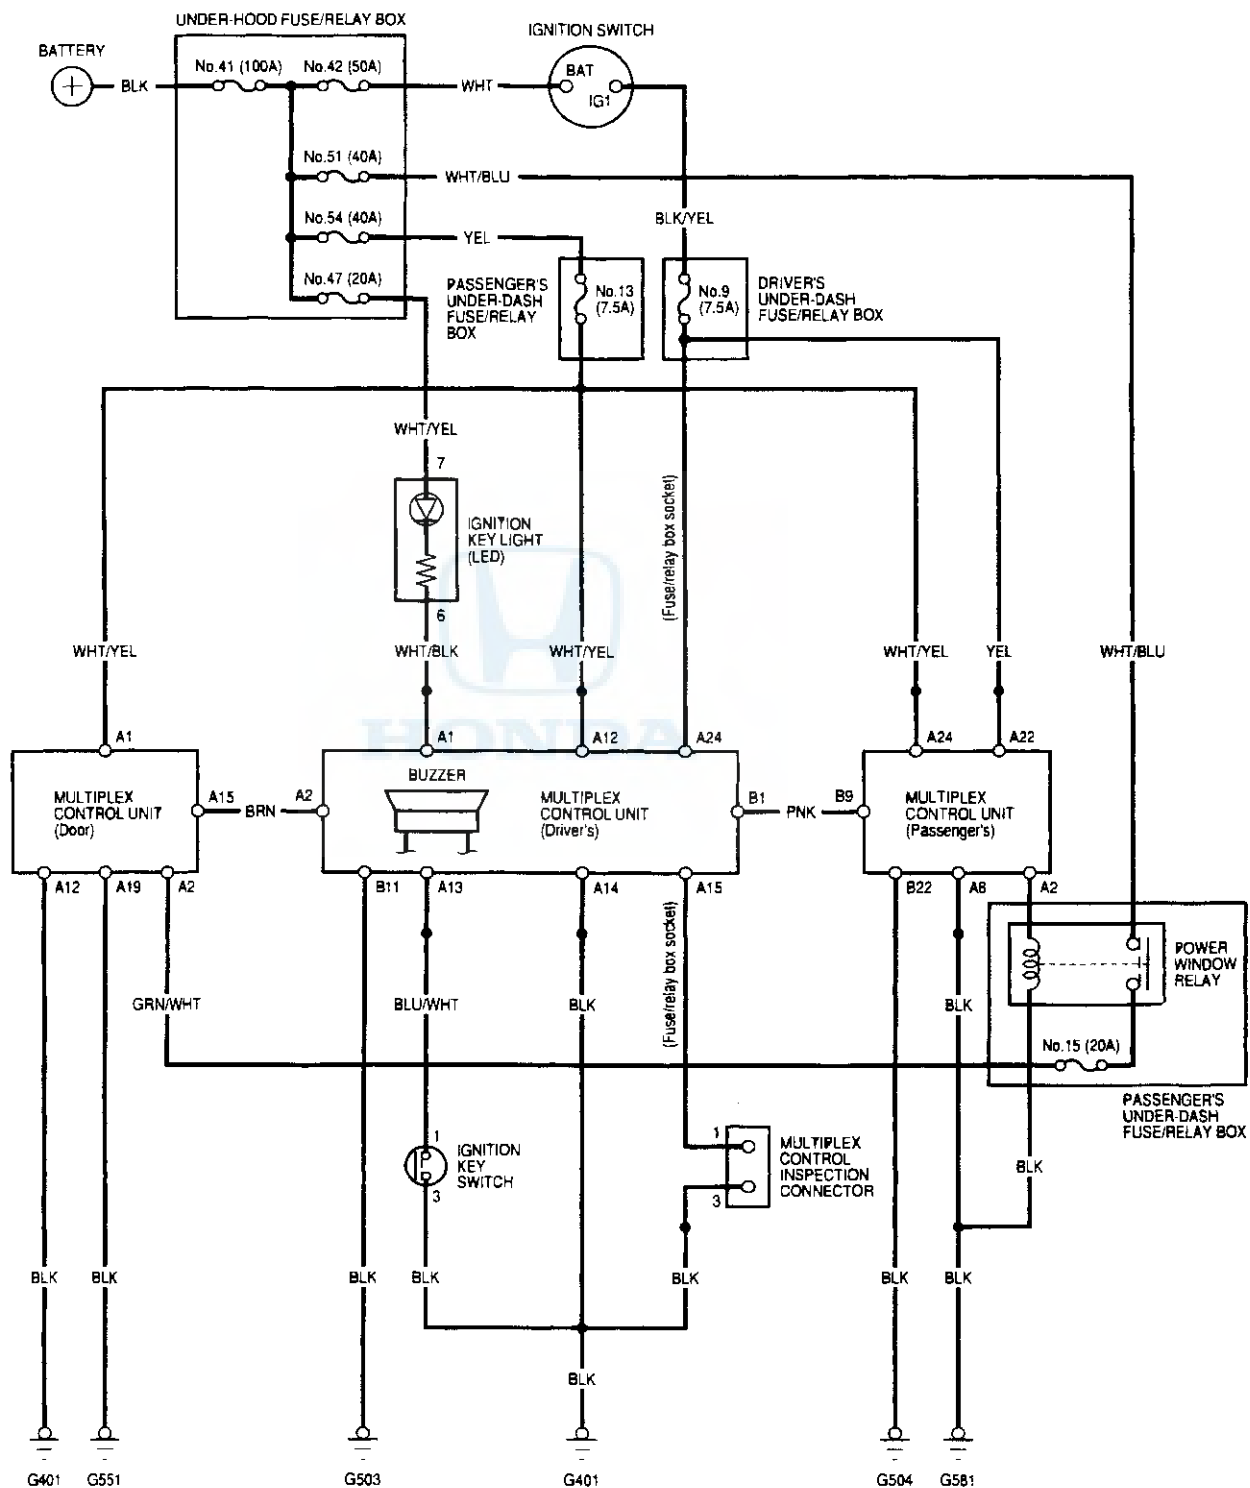 UNDER-HOOD FUSE/RELAY BOX
IGNITION SWITCH
BATTERY
No.41 (100A)
No.42 (50A)
BAT
IG1
BLK
WHT
No.51 (40A)
WHT/BLU
No.54 (40A)
YEL
BLK/YEL
No.47 (20A)
PASSENGER'S
UNDER-DASH
FUSE/RELAY
BOX
No.13
(7.5A)
No.9
(7.5A)
DRIVER'S
UNDER-DASH
FUSE/RELAY BOX
WHT/YEL
7
IGNITION
KEY LIGHT
(LED)
6
(Fuse/relay box socket)
WHT/YEL
WHT/BLK
WHT/YEL
WHT/YEL
YEL
WHT/BLU
HONDA
A1
A1
A12
A24
A24
A22
BUZZER
MULTIPLEX
CONTROL UNIT
(Door)
A15
BRN
A2
MULTIPLEX
CONTROL UNIT
(Driver's)
B1
PNK
B9
MULTIPLEX
CONTROL UNIT
(Passenger's)
A12
A19
A2
B11
A13
A14
A15
B22
A6
A2
(Fuse/relay box socket)
POWER
WINDOW
RELAY
GRN/WHT
BLU/WHT
BLK
BLK
No.15 (20A)
PASSENGER'S
UNDER-DASH
FUSE/RELAY BOX
1
IGNITION
KEY
SWITCH
3
1
3
MULTIPLEX
CONTROL
INSPECTION
CONNECTOR
BLK
BLK
BLK
BLK
BLK
BLK
BLK
BLK
BLK
G401
G551
G503
G401
G504
G581